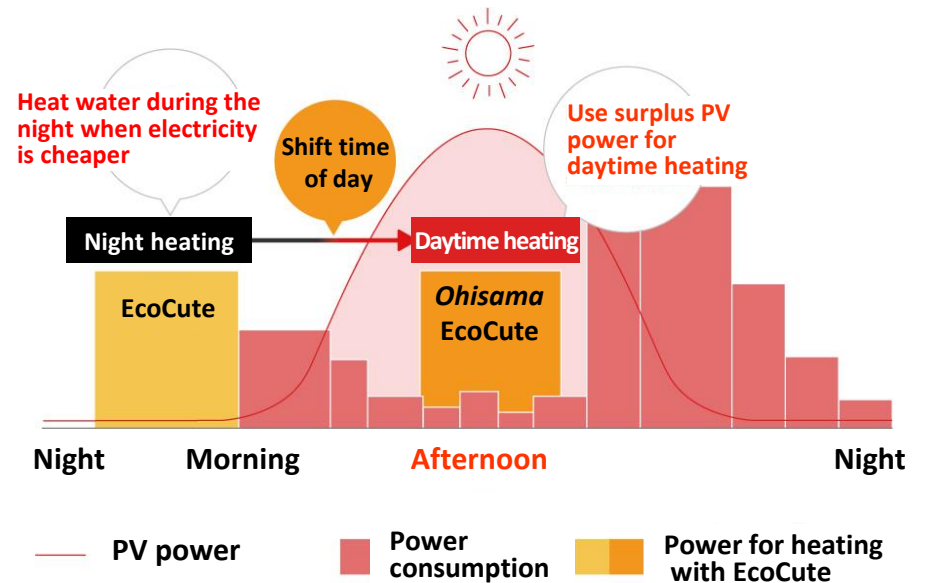 Heat water during the
night when electricity
is cheaper
Shift time
of day
Use surplus PV
power for
daytime heating
Night heating
Daytime heating
EcoCute
Ohisama
EcoCute
Night
Morning
Afternoon
Night
PV power
Power
consumption
Power for heating
with EcoCute